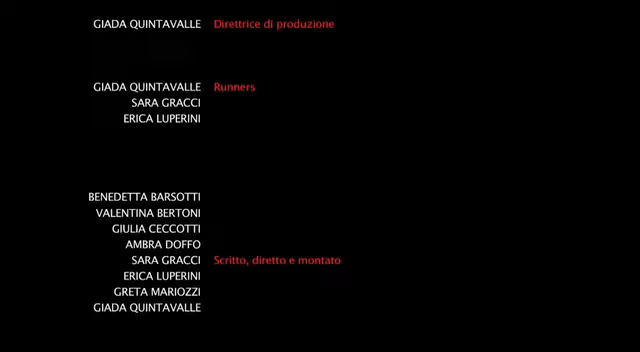 GIADA QUINTAVALLE Direttrice di produzione
GIADA QUINTAVALLE Runners
SARA GRACCI
ERICA LUPERINI
BENEDETTA BARSOTTI
VALENTINA BERTONI
GIULIA CECCOTTI
AMBRA DOFFO
SARA GRACCI Scritto, diretto e montato
ERICA LUPERINI
GRETA MARIOZZI
GIADA QUINTAVALLE